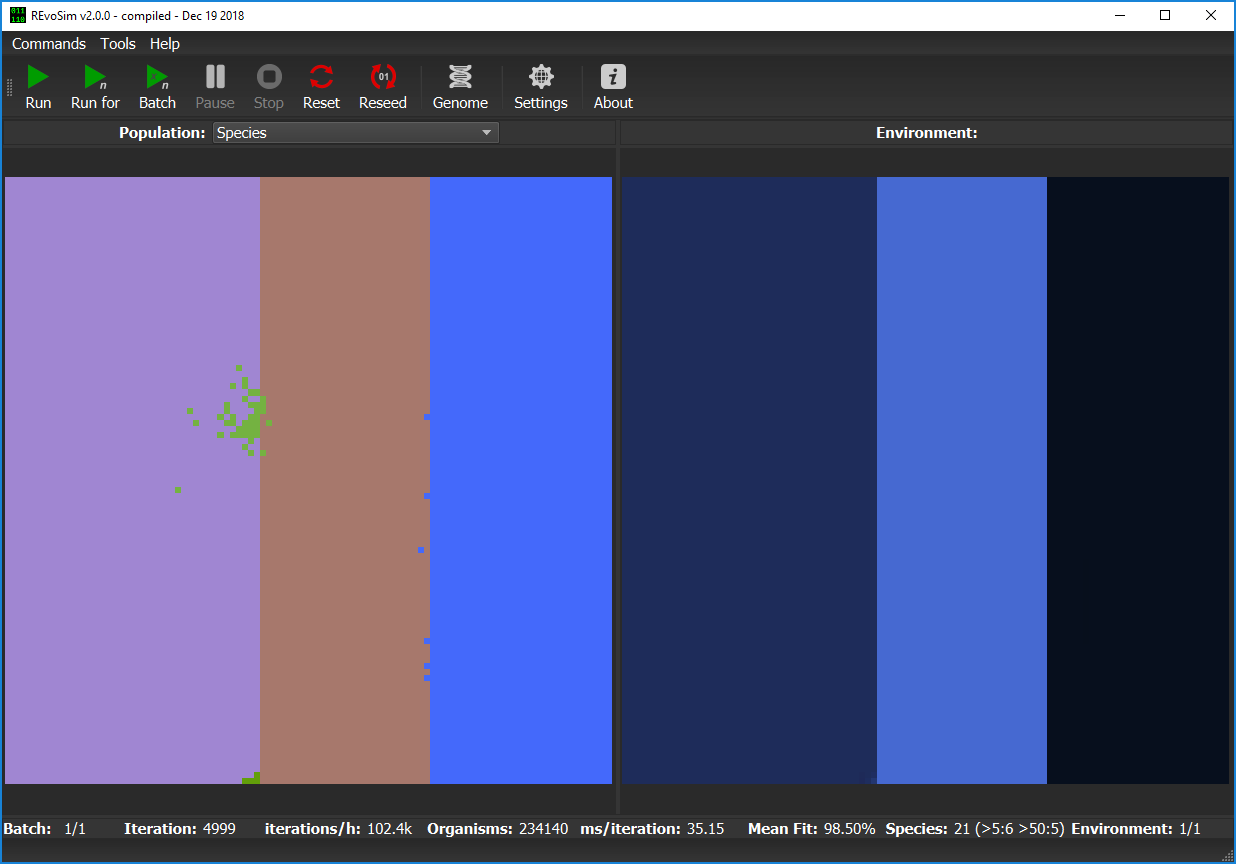 REvoSim v2.0.0 - compiled - Dec 19 2018
Commands Tools Help
Run Run for Batch Pause Stop Reset Reseed Genome Settings About
Population: Species Environment:
Batch: 1/1 Iteration: 4999 iterations/h: 102.4k Organisms: 234140 ms/iteration: 35.15 Mean Fit: 98.50% Species: 21 (>5:6 >50:5) Environment: 1/1